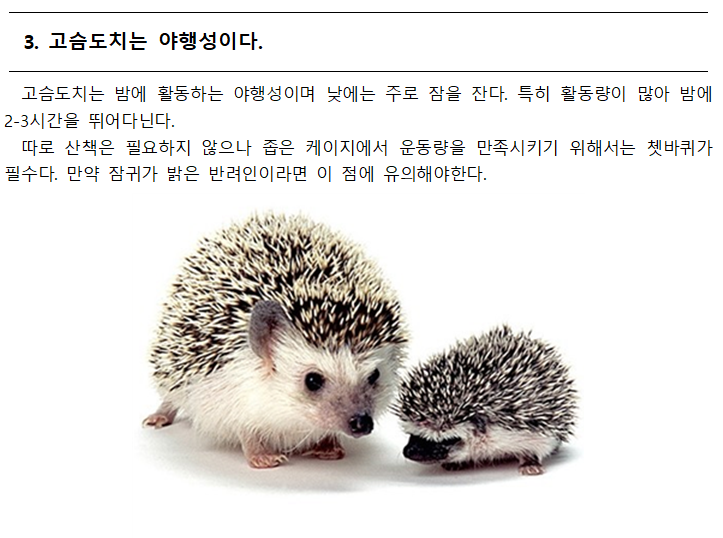 3. 고슴도치는 야행성이다.
고슴도치는 밤에 활동하는 야행성이며 낮에는 주로 잠을 잔다. 특히 활동량이 많아 밤에
2-3시간을 뛰어다닌다.
따로 산책은 필요하지 않으나 좁은 케이지에서 운동량을 만족시키기 위해서는 쳇바퀴가
필수다. 만약 잠귀가 밝은 반려인이라면 이 점에 유의해야한다.